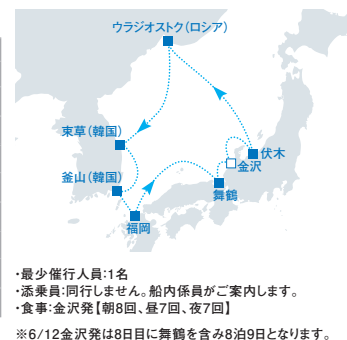 ウラジオストク(ロシア)
束草(韓国)
伏木
金沢
釜山(韓国)
舞鶴
福岡
・最少催行人員:1名
・添乗員:同行しません。船内係員がご案内します。
・食事:金沢発【朝8回、昼7回、夜7回】
※6/12金沢発は8日目に舞鶴を含み8泊9日となります。